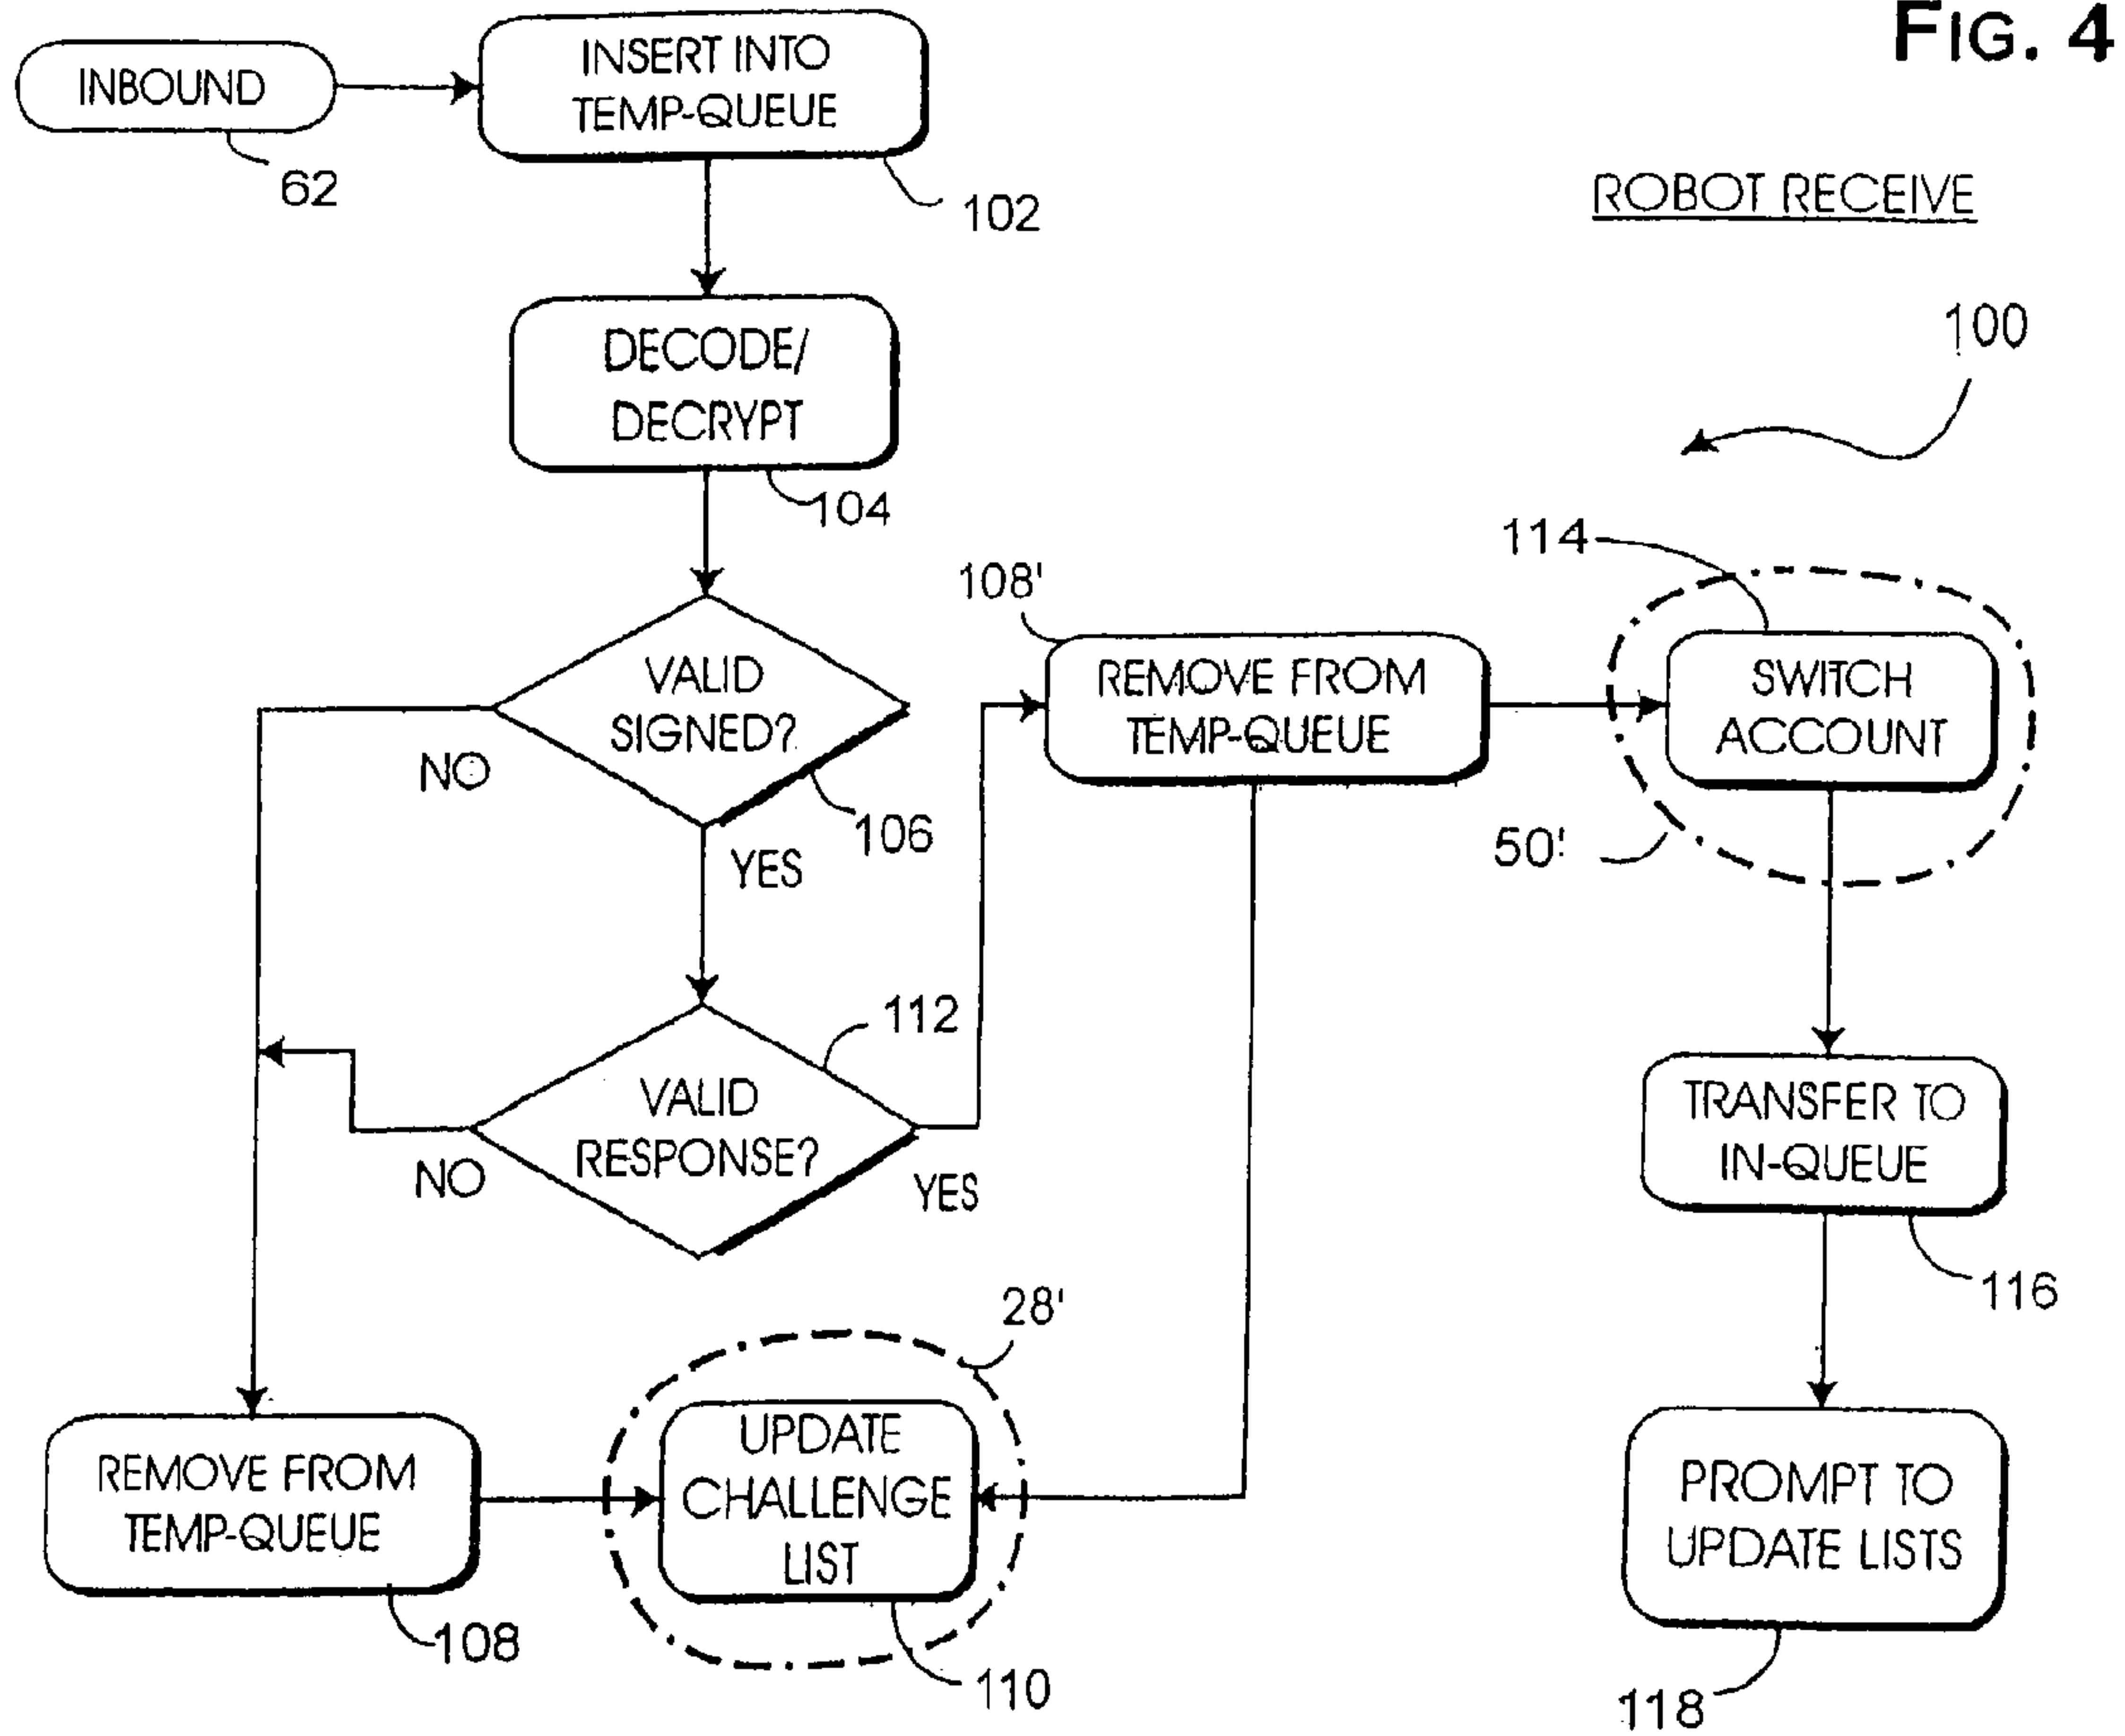 FIG. 4
INBOUND
62
INSERT INTO
TEMP-QUEUE
102
ROBOT RECEIVE
100
DECODE/
DECRYPT
104
VALID
SIGNED?
106
NO
YES
108'
REMOVE FROM
TEMP-QUEUE
114
SWITCH
ACCOUNT
50'
112
VALID
RESPONSE?
NO
YES
TRANSFER TO
IN-QUEUE
116
28'
REMOVE FROM
TEMP-QUEUE
108
UPDATE
CHALLENGE
LIST
110
PROMPT TO
UPDATE LISTS
118